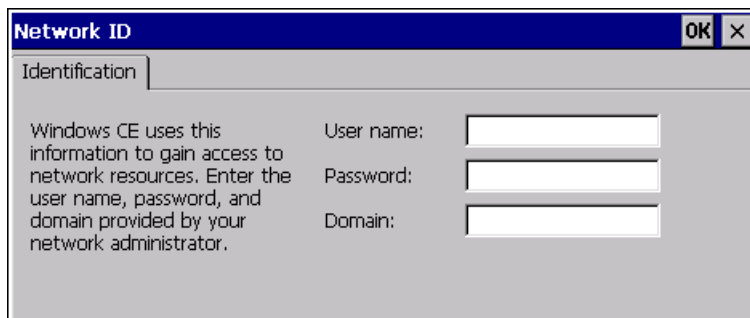 Network ID
OK ×
Identification
Windows CE uses this
information to gain access to
network resources. Enter the
user name, password, and
domain provided by your
network administrator.
User name:
Password:
Domain: